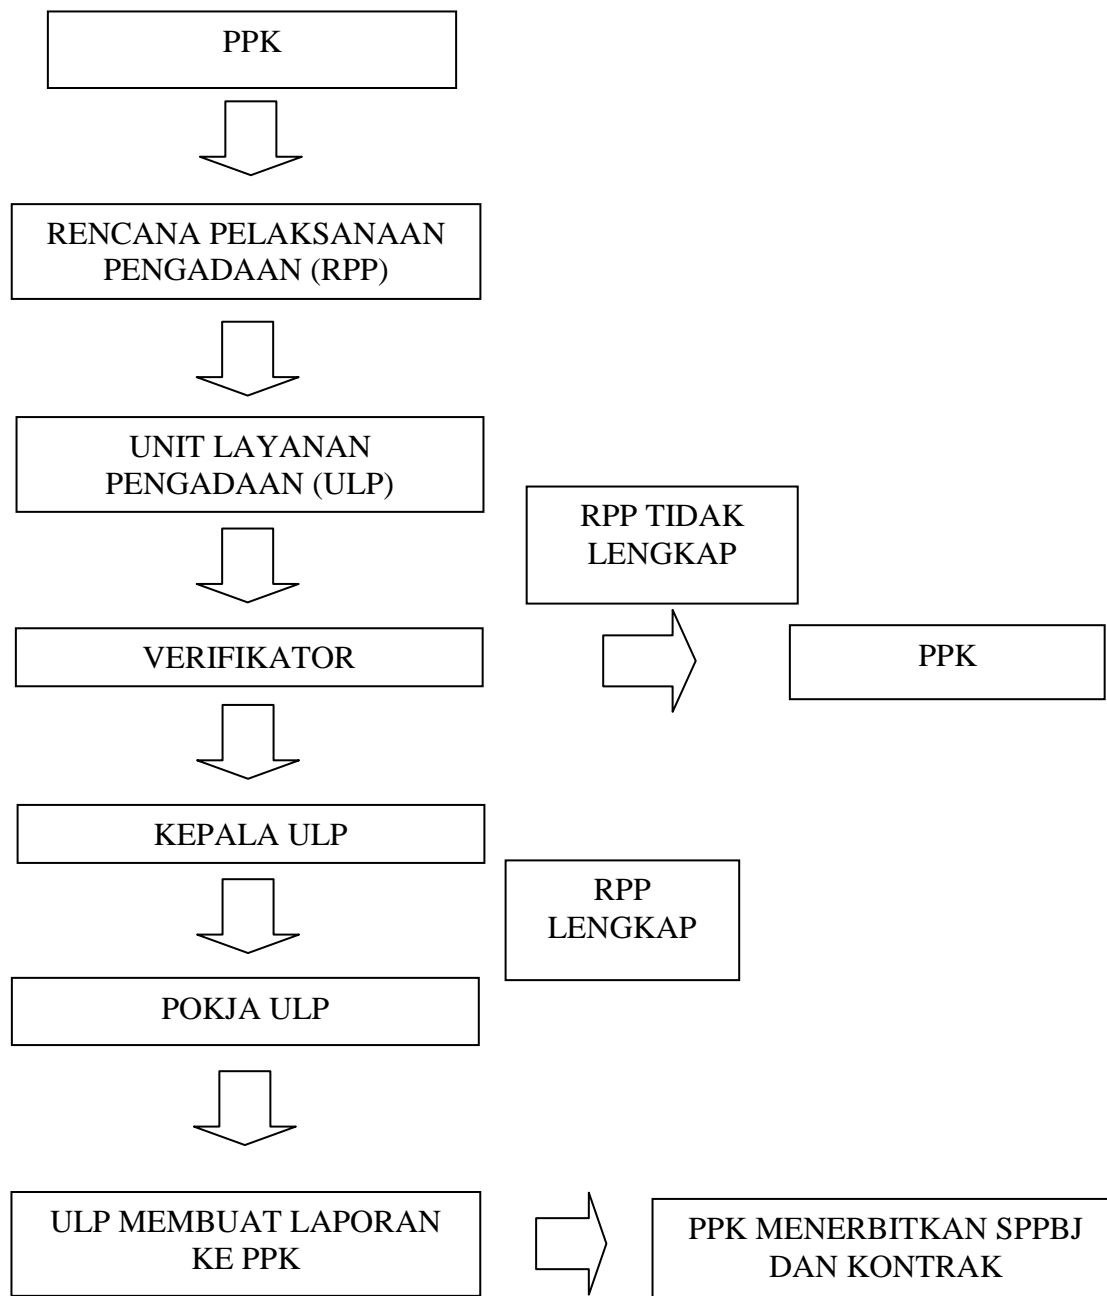 PPK
RENCANA PELAKSANAAN
PENGADAAN (RPP)
UNIT LAYANAN
PENGADAAN (ULP)
RPP TIDAK
LENGKAP
VERIFIKATOR
PPK
KEPALA ULP
RPP
LENGKAP
POKJA ULP
ULP MEMBUAT LAPORAN
KE PPK
PPK MENERBITKAN SPPBJ
DAN KONTRAK